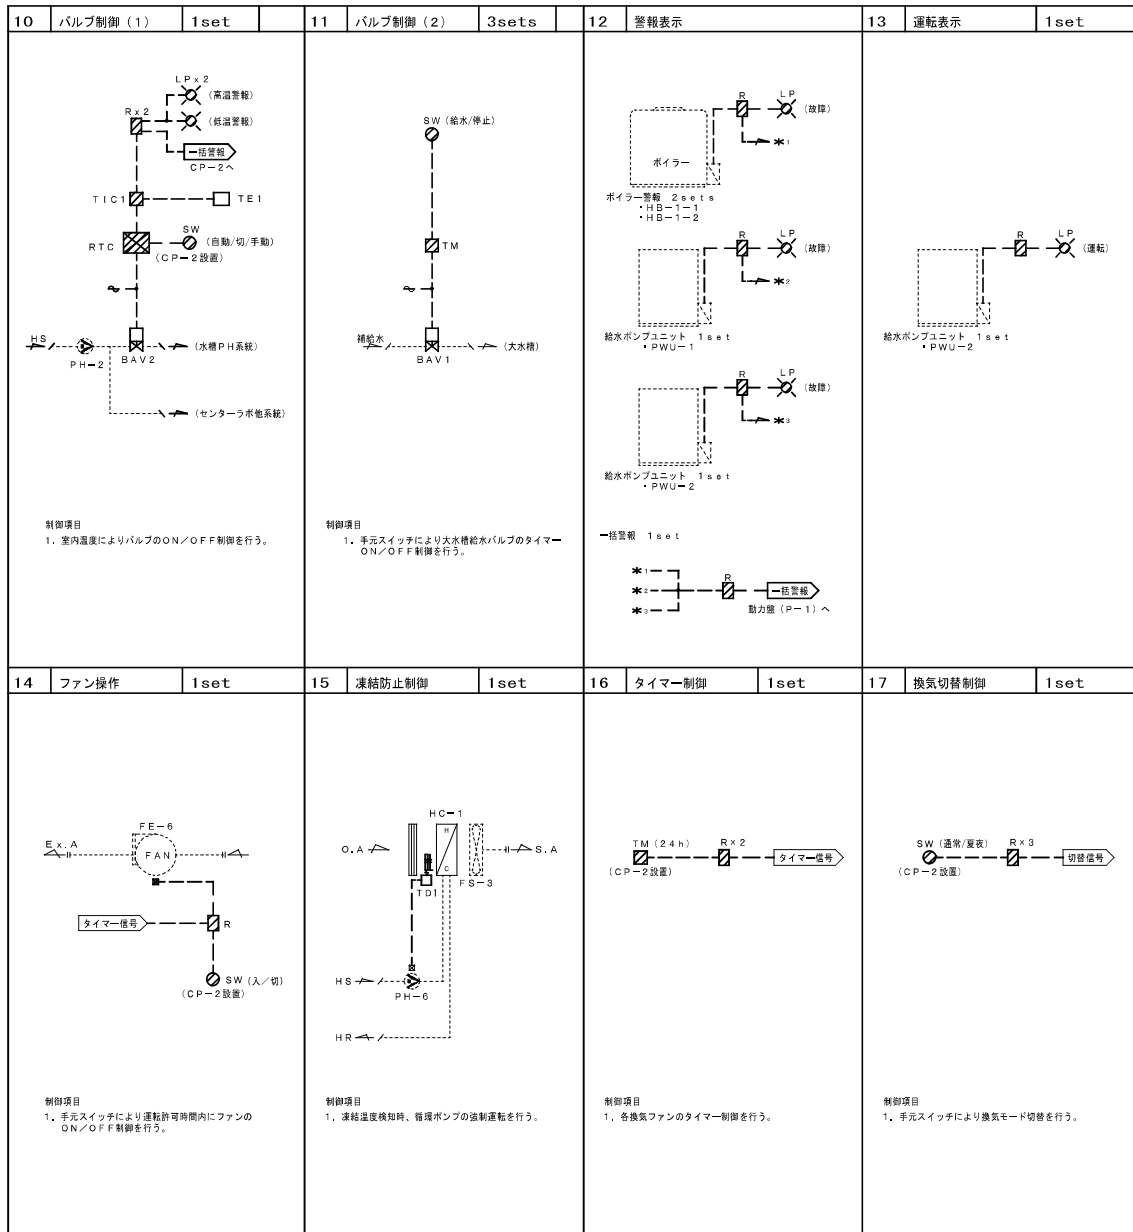 10 バルブ制御（1） 1set
LPx2
（高温警報）
Rx2
（低温警報）
一括警報
CP−2へ
TIC1
TE1
SW
RTC
（自動/切/手動）
（CP−2設置）
HS
（水槽PH系統）
PH−2
BAV2
（センターラボ他系統）
制御項目
1．室内温度によりバルブのON／OFF制御を行う。
11 バルブ制御（2） 3sets
SW（給水/停止）
TM
補給水
（大水槽）
BAV1
制御項目
1．手元スイッチにより大水槽給水バルブのタイマー
ON／OFF制御を行う。
12 警報表示
R
LP
（故障）
*1
ボイラー
ボイラー警報 2sets
・HB−1−1
・HB−1−2
R
LP
（故障）
*2
給水ポンプユニット 1set
・PWU−1
R
LP
（故障）
*3
給水ポンプユニット 1set
・PWU−2
一括警報 1set
*1
*2
*3
R
一括警報
動力盤（P−1）へ
13 運転表示 1set
R
LP
（運転）
給水ポンプユニット 1set
・PWU−2
14 ファン操作 1set
FE−6
Ex.A
FAN
タイマー信号
R
SW（入／切）
（CP−2設置）
制御項目
1．手元スイッチにより運転許可時間内にファンの
ON／OFF制御を行う。
15 凍結防止制御 1set
HC−1
H
O.A
S.A
C
TD1
FS−3
HS
PH−6
HR
制御項目
1．凍結温度検知時、循環ポンプの強制運転を行う。
16 タイマー制御 1set
TM（24h）
Rx2
タイマー信号
（CP−2設置）
制御項目
1．各換気ファンのタイマー制御を行う。
17 換気切替制御 1set
SW（通常/夏夜）
Rx3
切替信号
（CP−2設置）
制御項目
1．手元スイッチにより換気モード切替を行う。